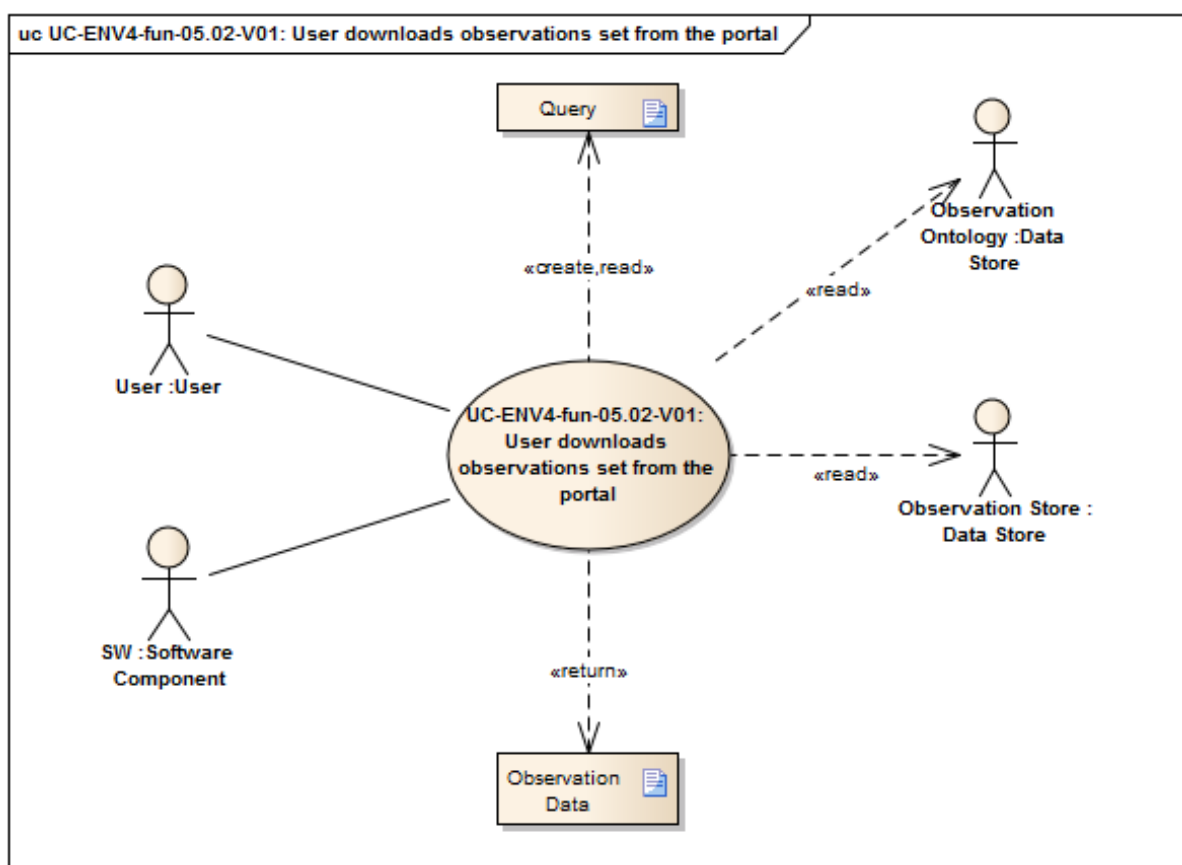 uc UC-ENV4-fun-05.02-V01: User downloads observations set from the portal
Query
Observation
Ontology :Data
Store
«create,read»
«read»
User :User
UC-ENV4-fun-05.02-V01:
User downloads
observations set from the
portal
«read»
Observation Store :
Data Store
SW :Software
Component
«return»
Observation
Data